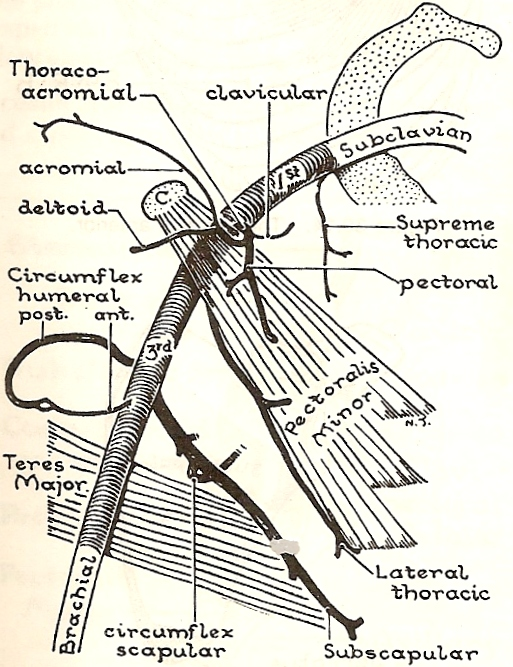 Thoraco-
acromial
clavicular
Subclavian
1st
acromial
C
deltoid
Supreme
thoracic
pectoral
Circumflex
humeral
post. ant.
3rd
Pectoralis
Minor
N.J.
Teres
Major
Lateral
thoracic
Brachial
circumflex
scapular
Subscapular